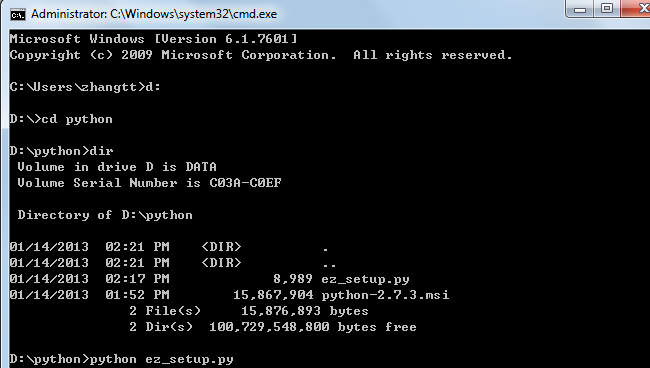 Administrator: C:\Windows\system32\cmd.exe
Microsoft Windows [Version 6.1.7601]
Copyright (c) 2009 Microsoft Corporation.  All rights reserved.
C:\Users\zhangtt>d:
D:\>cd python
D:\python>dir
 Volume in drive D is DATA
 Volume Serial Number is C03A-C0EF
 Directory of D:\python
01/14/2013  02:21 PM    <DIR>          .
01/14/2013  02:21 PM    <DIR>          ..
01/14/2013  02:17 PM             8,989 ez_setup.py
01/14/2013  01:52 PM        15,867,904 python-2.7.3.msi
               2 File(s)     15,876,893 bytes
               2 Dir(s)  100,729,548,800 bytes free
D:\python>python ez_setup.py